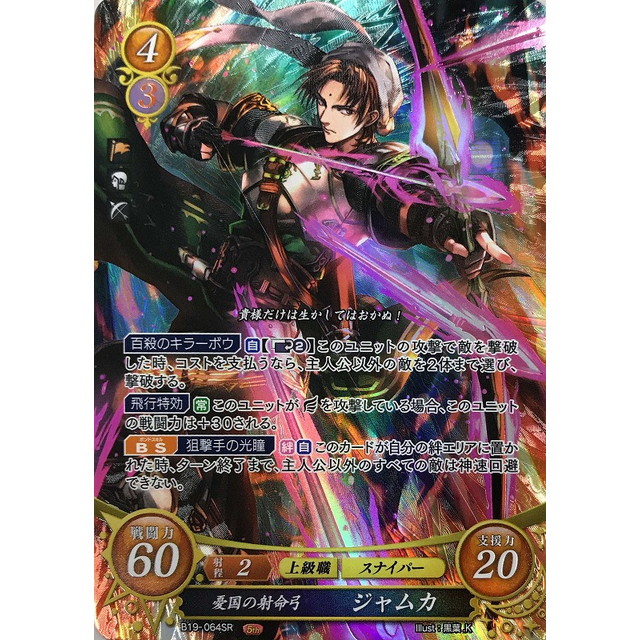 4
3
貴様だけは生かしてはおかぬ！
百殺のキラーボウ 自【 2】このユニットの攻撃で敵を撃破
した時、コストを支払うなら、主人公以外の敵を2体まで選び、
撃破する。
飛行特効 常 このユニットが を攻撃している場合、このユニット
の戦闘力は＋30される。
ボンドスキル
BS 狙撃手の光瞳 絆 自 このカードが自分の絆エリアに置か
れた時、ターン終了まで、主人公以外のすべての敵は神速回避
できない。
戦闘力
60
射程 2 上級職 スナイパー
支援力
20
憂国の射命弓 ジャムカ
B19-064SR 5th Illust：黒葉.K